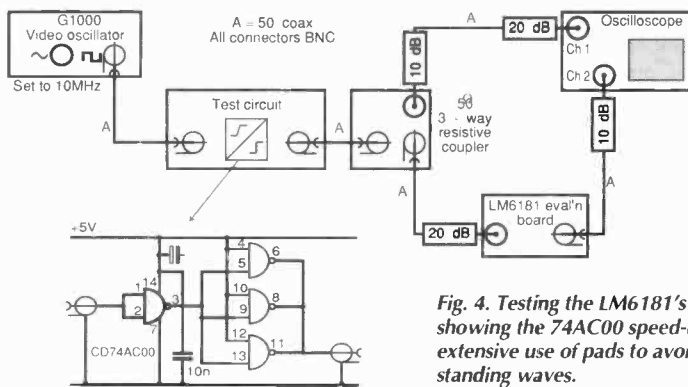 G1000
Video oscillator
Set to 10MHz
A = 50 coax
All connectors BNC
A
Test circuit
A
10 dB
20 dB
Oscilloscope
Ch 1
Ch 2
A
50
3 - way
resistive
coupler
10 dB
A
A
20 dB
LM6181 eval'n
board
+5V
14
1
2
3
7
CD74AC00
10n
4
5
6
10
9
8
12
13
11
Fig. 4. Testing the LM6181's
showing the 74AC00 speed-
extensive use of pads to avoi
standing waves.